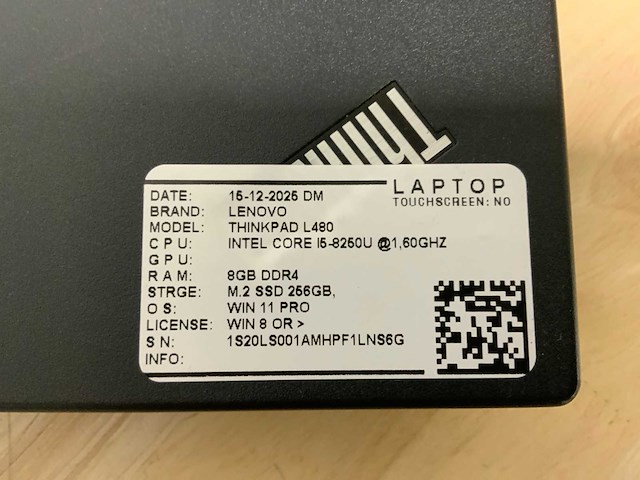 Think
LAPTOP
TOUCHSCREEN: NO
DATE: 15-12-2025 DM
BRAND: LENOVO
MODEL: THINKPAD L480
CPU: INTEL CORE I5-8250U @1,60GHZ
GPU:
RAM: 8GB DDR4
STRGE: M.2 SSD 256GB,
OS: WIN 11 PRO
LICENSE: WIN 8 OR >
SN: 1S20LS001AMHPF1LNS6G
INFO: